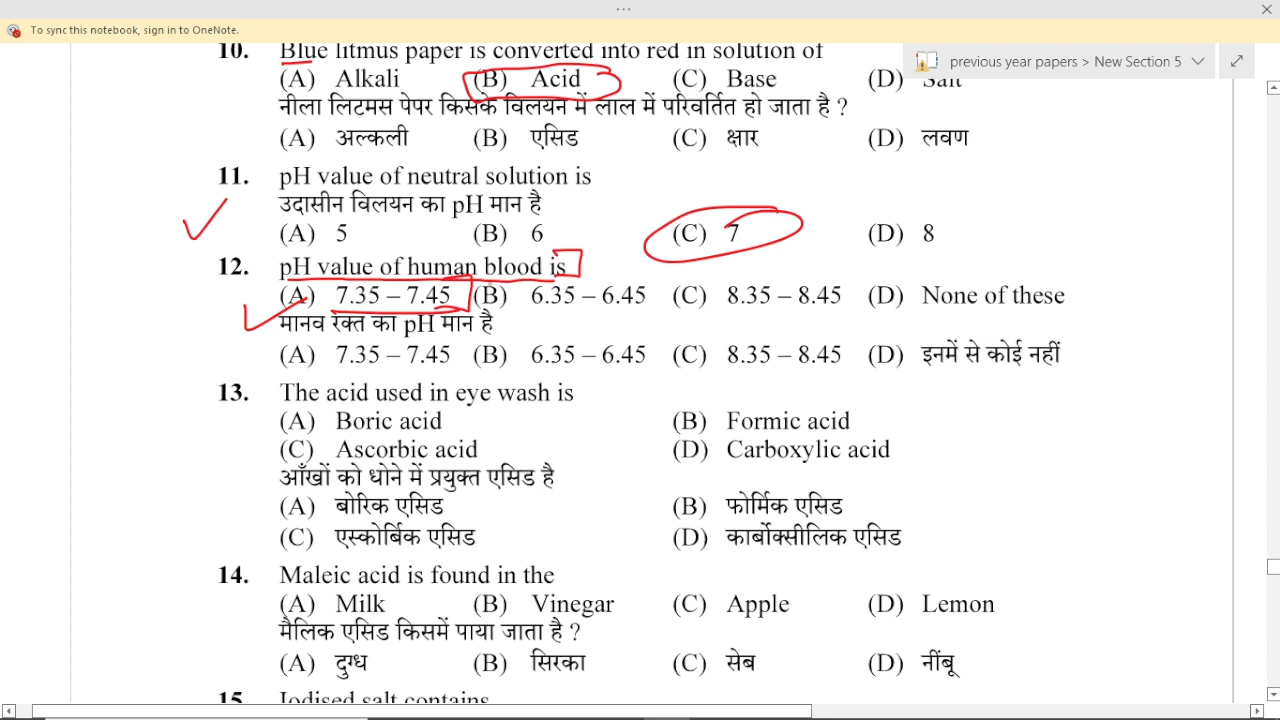 To sync this notebook, sign in to OneNote.
previous year papers > New Section 5
10. Blue litmus paper is converted into red in solution of
(A) Alkali (B) Acid (C) Base (D) Salt
नीला लिटमस पेपर किसके विलयन में लाल में परिवर्तित हो जाता है ?
(A) अल्कली (B) एसिड (C) क्षार (D) लवण
11. pH value of neutral solution is
उदासीन विलयन का pH मान है
(A) 5 (B) 6 (C) 7 (D) 8
12. pH value of human blood is
(A) 7.35 – 7.45 (B) 6.35 – 6.45 (C) 8.35 – 8.45 (D) None of these
मानव रक्त का pH मान है
(A) 7.35 – 7.45 (B) 6.35 – 6.45 (C) 8.35 – 8.45 (D) इनमें से कोई नहीं
13. The acid used in eye wash is
(A) Boric acid (B) Formic acid
(C) Ascorbic acid (D) Carboxylic acid
आँखों को धोने में प्रयुक्त एसिड है
(A) बोरिक एसिड (B) फोर्मिक एसिड
(C) एस्कोर्बिक एसिड (D) कार्बोक्सीलिक एसिड
14. Maleic acid is found in the
(A) Milk (B) Vinegar (C) Apple (D) Lemon
मैलिक एसिड किसमें पाया जाता है ?
(A) दुग्ध (B) सिरका (C) सेब (D) नींबू
15. Iodised salt contains